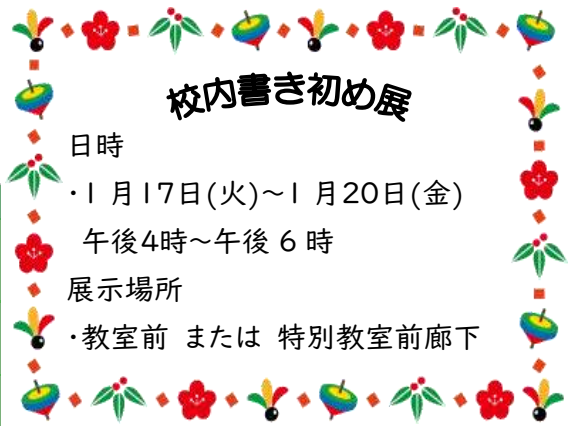 校内書き初め展
日時
・1月17日(火)～1月20日(金)
午後4時～午後6時
展示場所
・教室前 または 特別教室前廊下